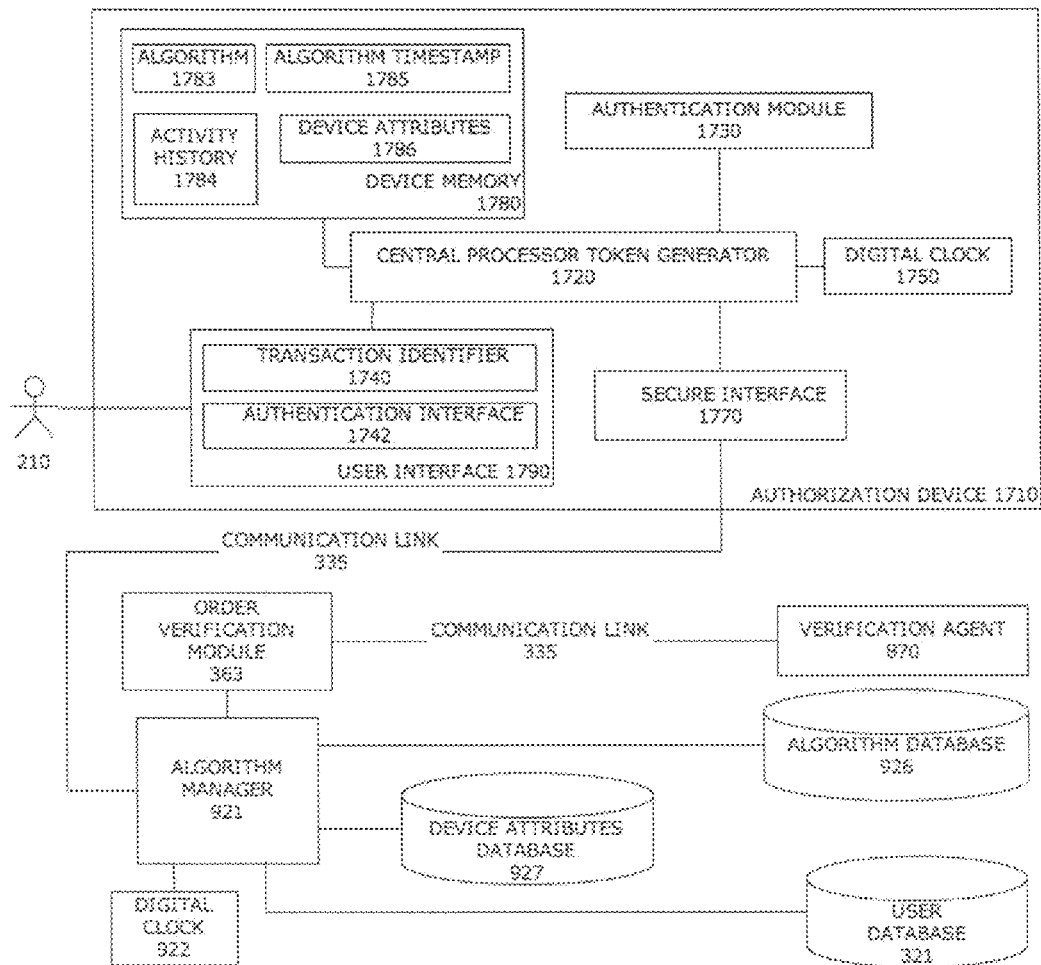 ALGORITHM
1783
ALGORITHM TIMESTAMP
1785
ACTIVITY
HISTORY
1784
DEVICE ATTRIBUTES
1786
DEVICE MEMORY
1780
AUTHENTICATION MODULE
1730
CENTRAL PROCESSOR TOKEN GENERATOR
1720
DIGITAL CLOCK
1750
TRANSACTION IDENTIFIER
1740
AUTHENTICATION INTERFACE
1742
USER INTERFACE 1790
SECURE INTERFACE
1770
210
AUTHORIZATION DEVICE 1710
COMMUNICATION LINK
335
ORDER
VERIFICATION
MODULE
363
COMMUNICATION LINK
335
VERIFICATION AGENT
970
ALGORITHM
MANAGER
921
ALGORITHM DATABASE
926
DEVICE ATTRIBUTES
DATABASE
927
DIGITAL
CLOCK
322
USER
DATABASE
321